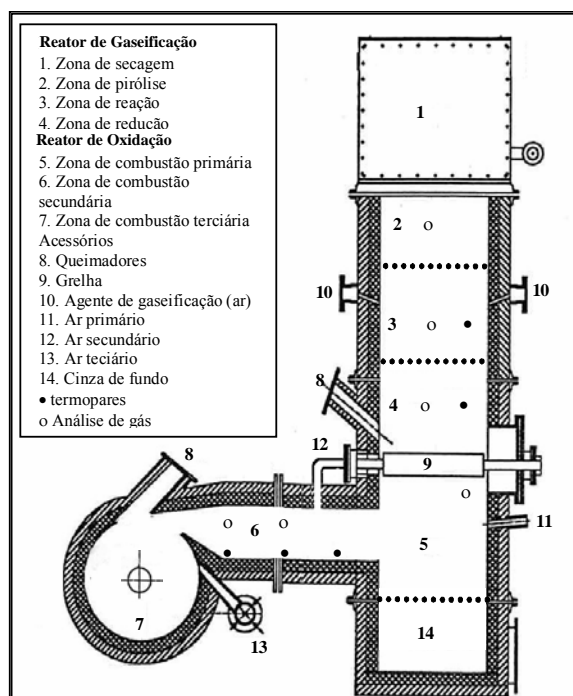 Reator de Gaseificação
1. Zona de secagem
2. Zona de pirólise
3. Zona de reação
4. Zona de reducão
Reator de Oxidação
5. Zona de combustão primária
6. Zona de combustão
secundária
7. Zona de combustão terciária
Acessórios
8. Queimadores
9. Grelha
10. Agente de gaseificação (ar)
11. Ar primário
12. Ar secundário
13. Ar teciário
14. Cinza de fundo
• termopares
o Análise de gás
1
2
10
10
3
8
4
12
9
8
11
6
5
7
13
14